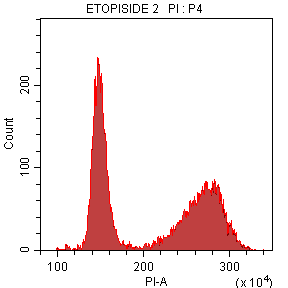 ETOPISIDE 2 PI : P4
200
100
0
Count
100 200 300
PI-A (x 10⁴)